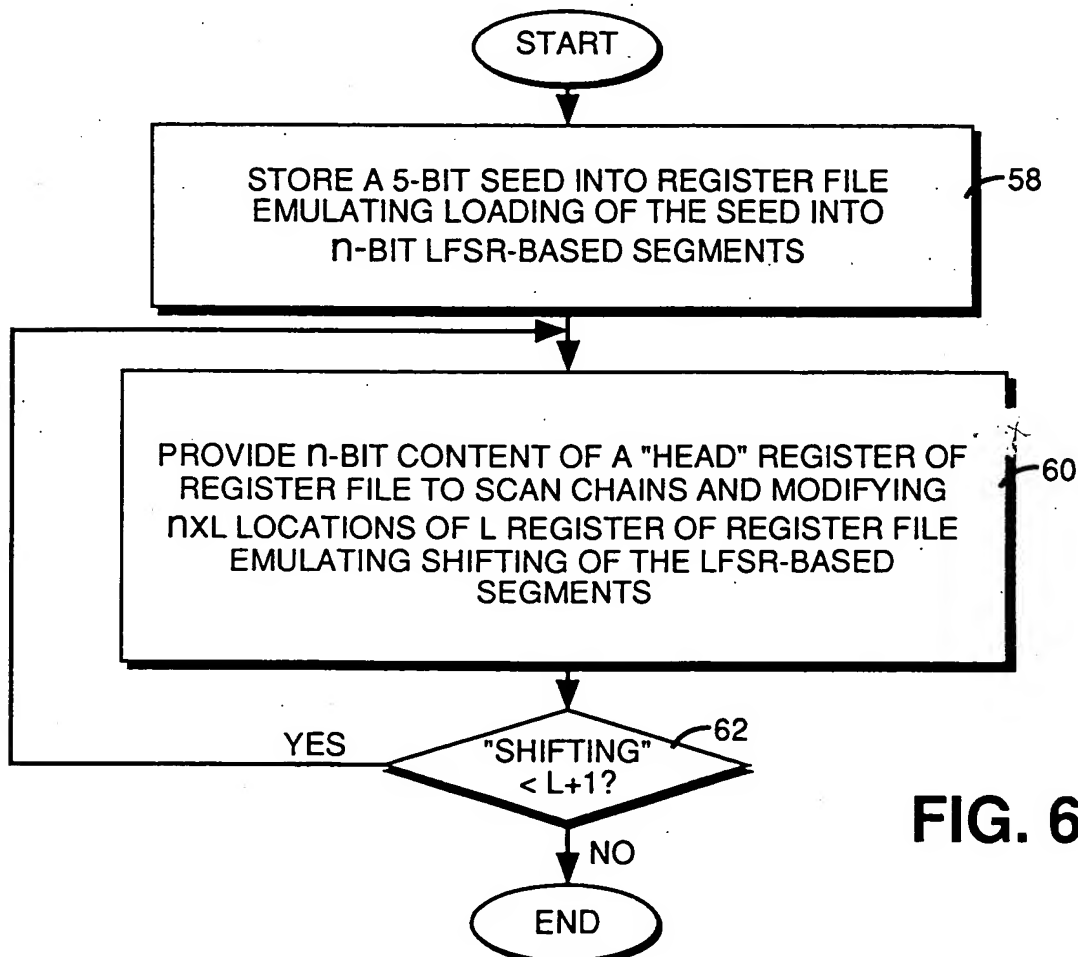 START
STORE A 5-BIT SEED INTO REGISTER FILE
EMULATING LOADING OF THE SEED INTO
n-BIT LFSR-BASED SEGMENTS
58
PROVIDE n-BIT CONTENT OF A "HEAD" REGISTER OF
REGISTER FILE TO SCAN CHAINS AND MODIFYING
nXL LOCATIONS OF L REGISTER OF REGISTER FILE
EMULATING SHIFTING OF THE LFSR-BASED
SEGMENTS
60
"SHIFTING"
< L+1?
62
YES
NO
END
FIG. 6